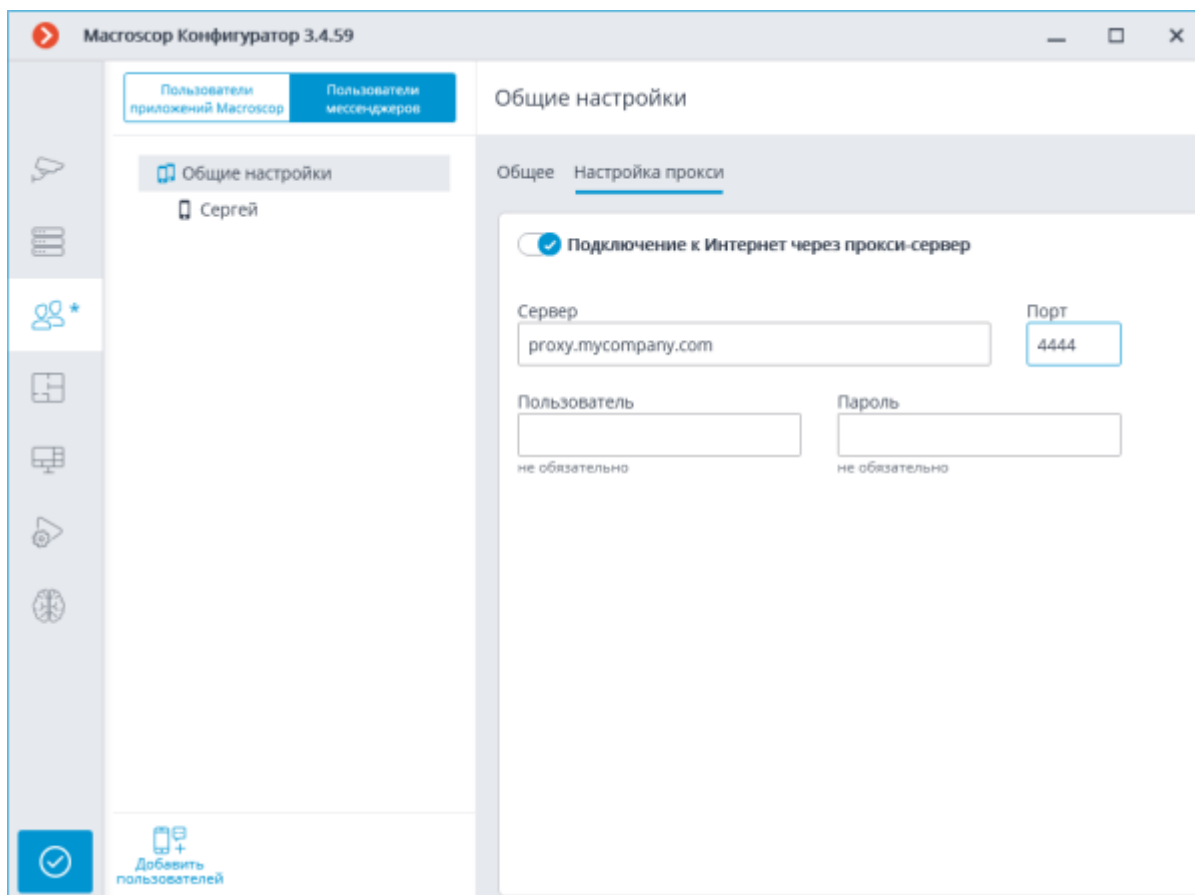 Macroscop Конфигуратор 3.4.59
Пользователи
приложений Macroscop
Пользователи
мессенджеров
Общие настройки
Общие настройки
Сергей
Общее Настройка прокси
Подключение к Интернет через прокси-сервер
Сервер Порт
proxy.mycompany.com 4444
Пользователь Пароль
не обязательно не обязательно
Добавить
пользователей